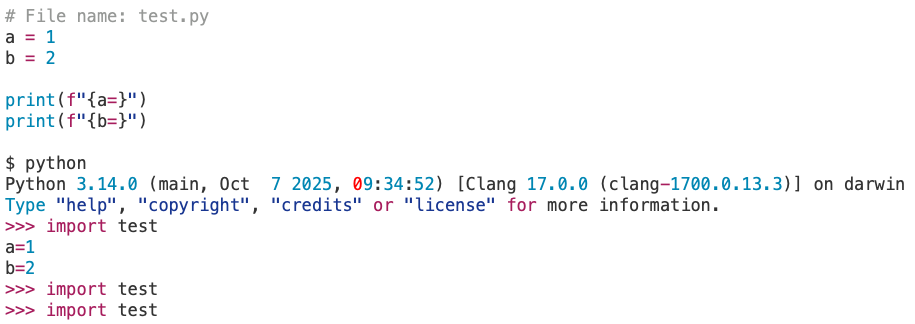 # File name: test.py
a = 1
b = 2

print(f"{a=}")
print(f"{b=}")

$ python
Python 3.14.0 (main, Oct  7 2025, 09:34:52) [Clang 17.0.0 (clang-1700.0.13.3)] on darwin
Type "help", "copyright", "credits" or "license" for more information.
>>> import test
a=1
b=2
>>> import test
>>> import test